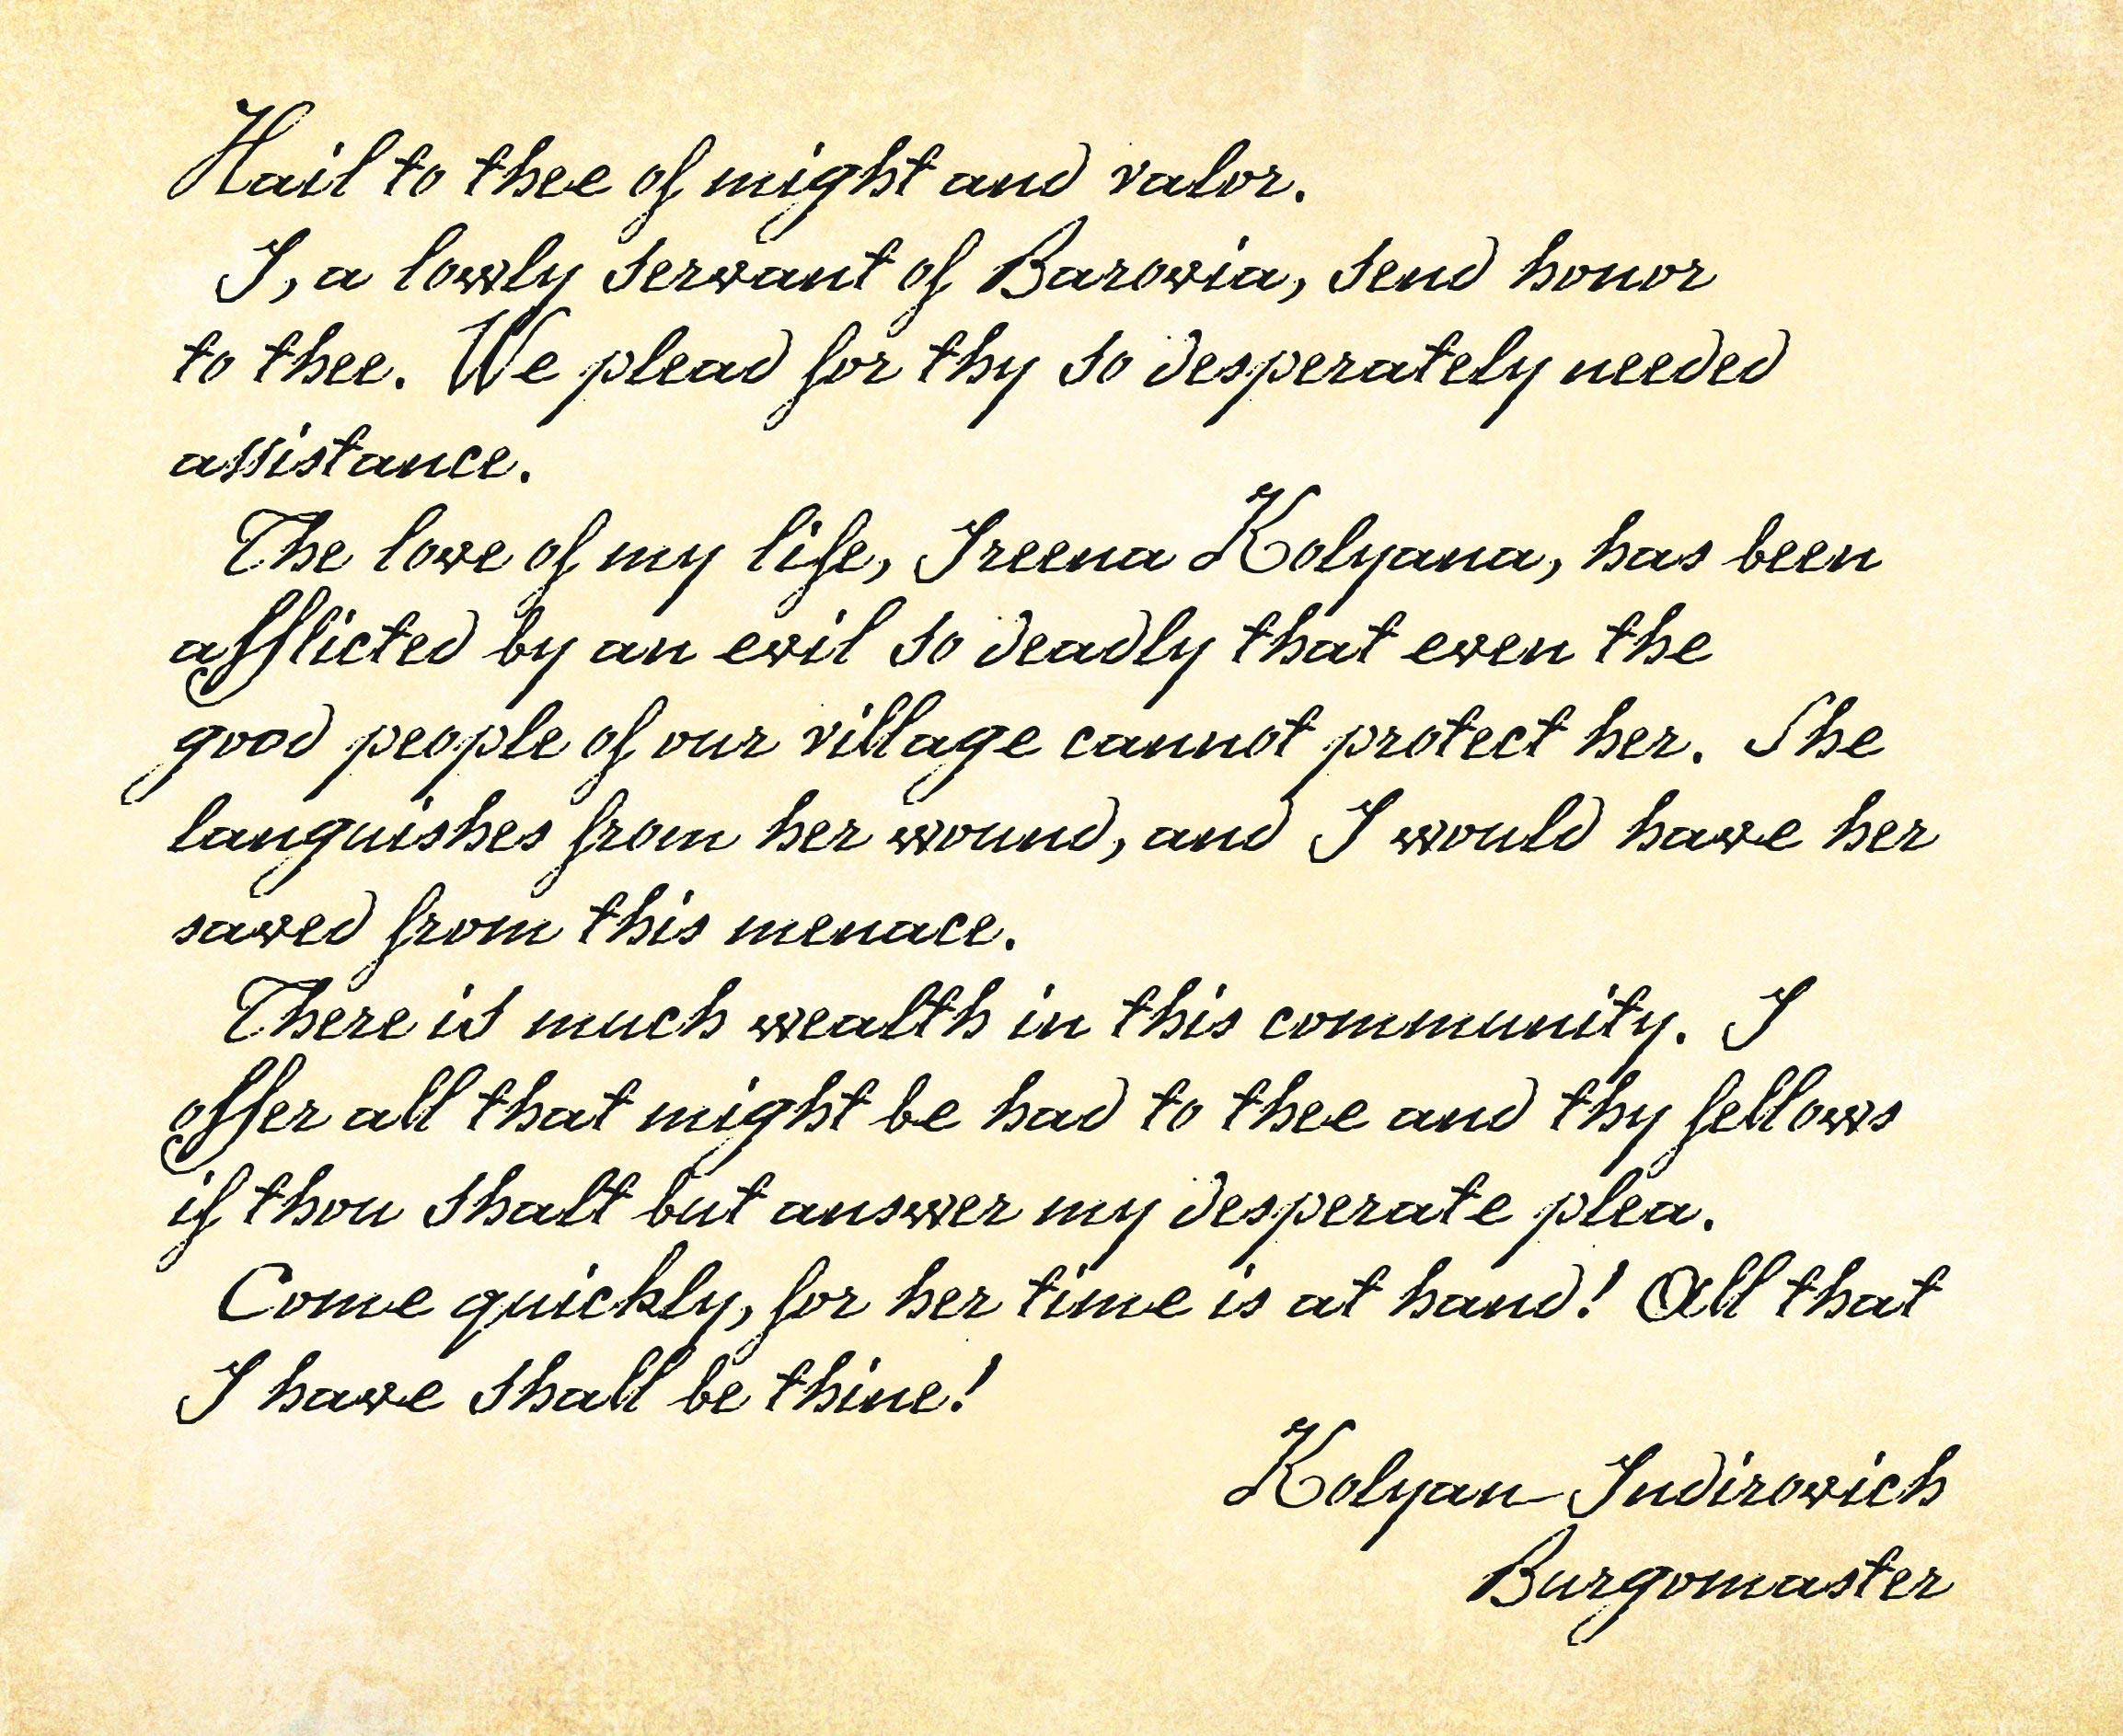 Hail to thee of might and valor.
I, a lowly servant of Barovia, send honor
to thee. We plead for thy so desperately needed
assistance.
The love of my life, Ireena Kolyana, has been
afflicted by an evil so deadly that even the
good people of our village cannot protect her. She
languishes from her wound, and I would have her
saved from this menace.
There is much wealth in this community. I
offer all that might be had to thee and thy fellows
if thou shalt but answer my desperate plea.
Come quickly, for her time is at hand! All that
I have shall be thine!
Kolyan Indirovich
Burgomaster